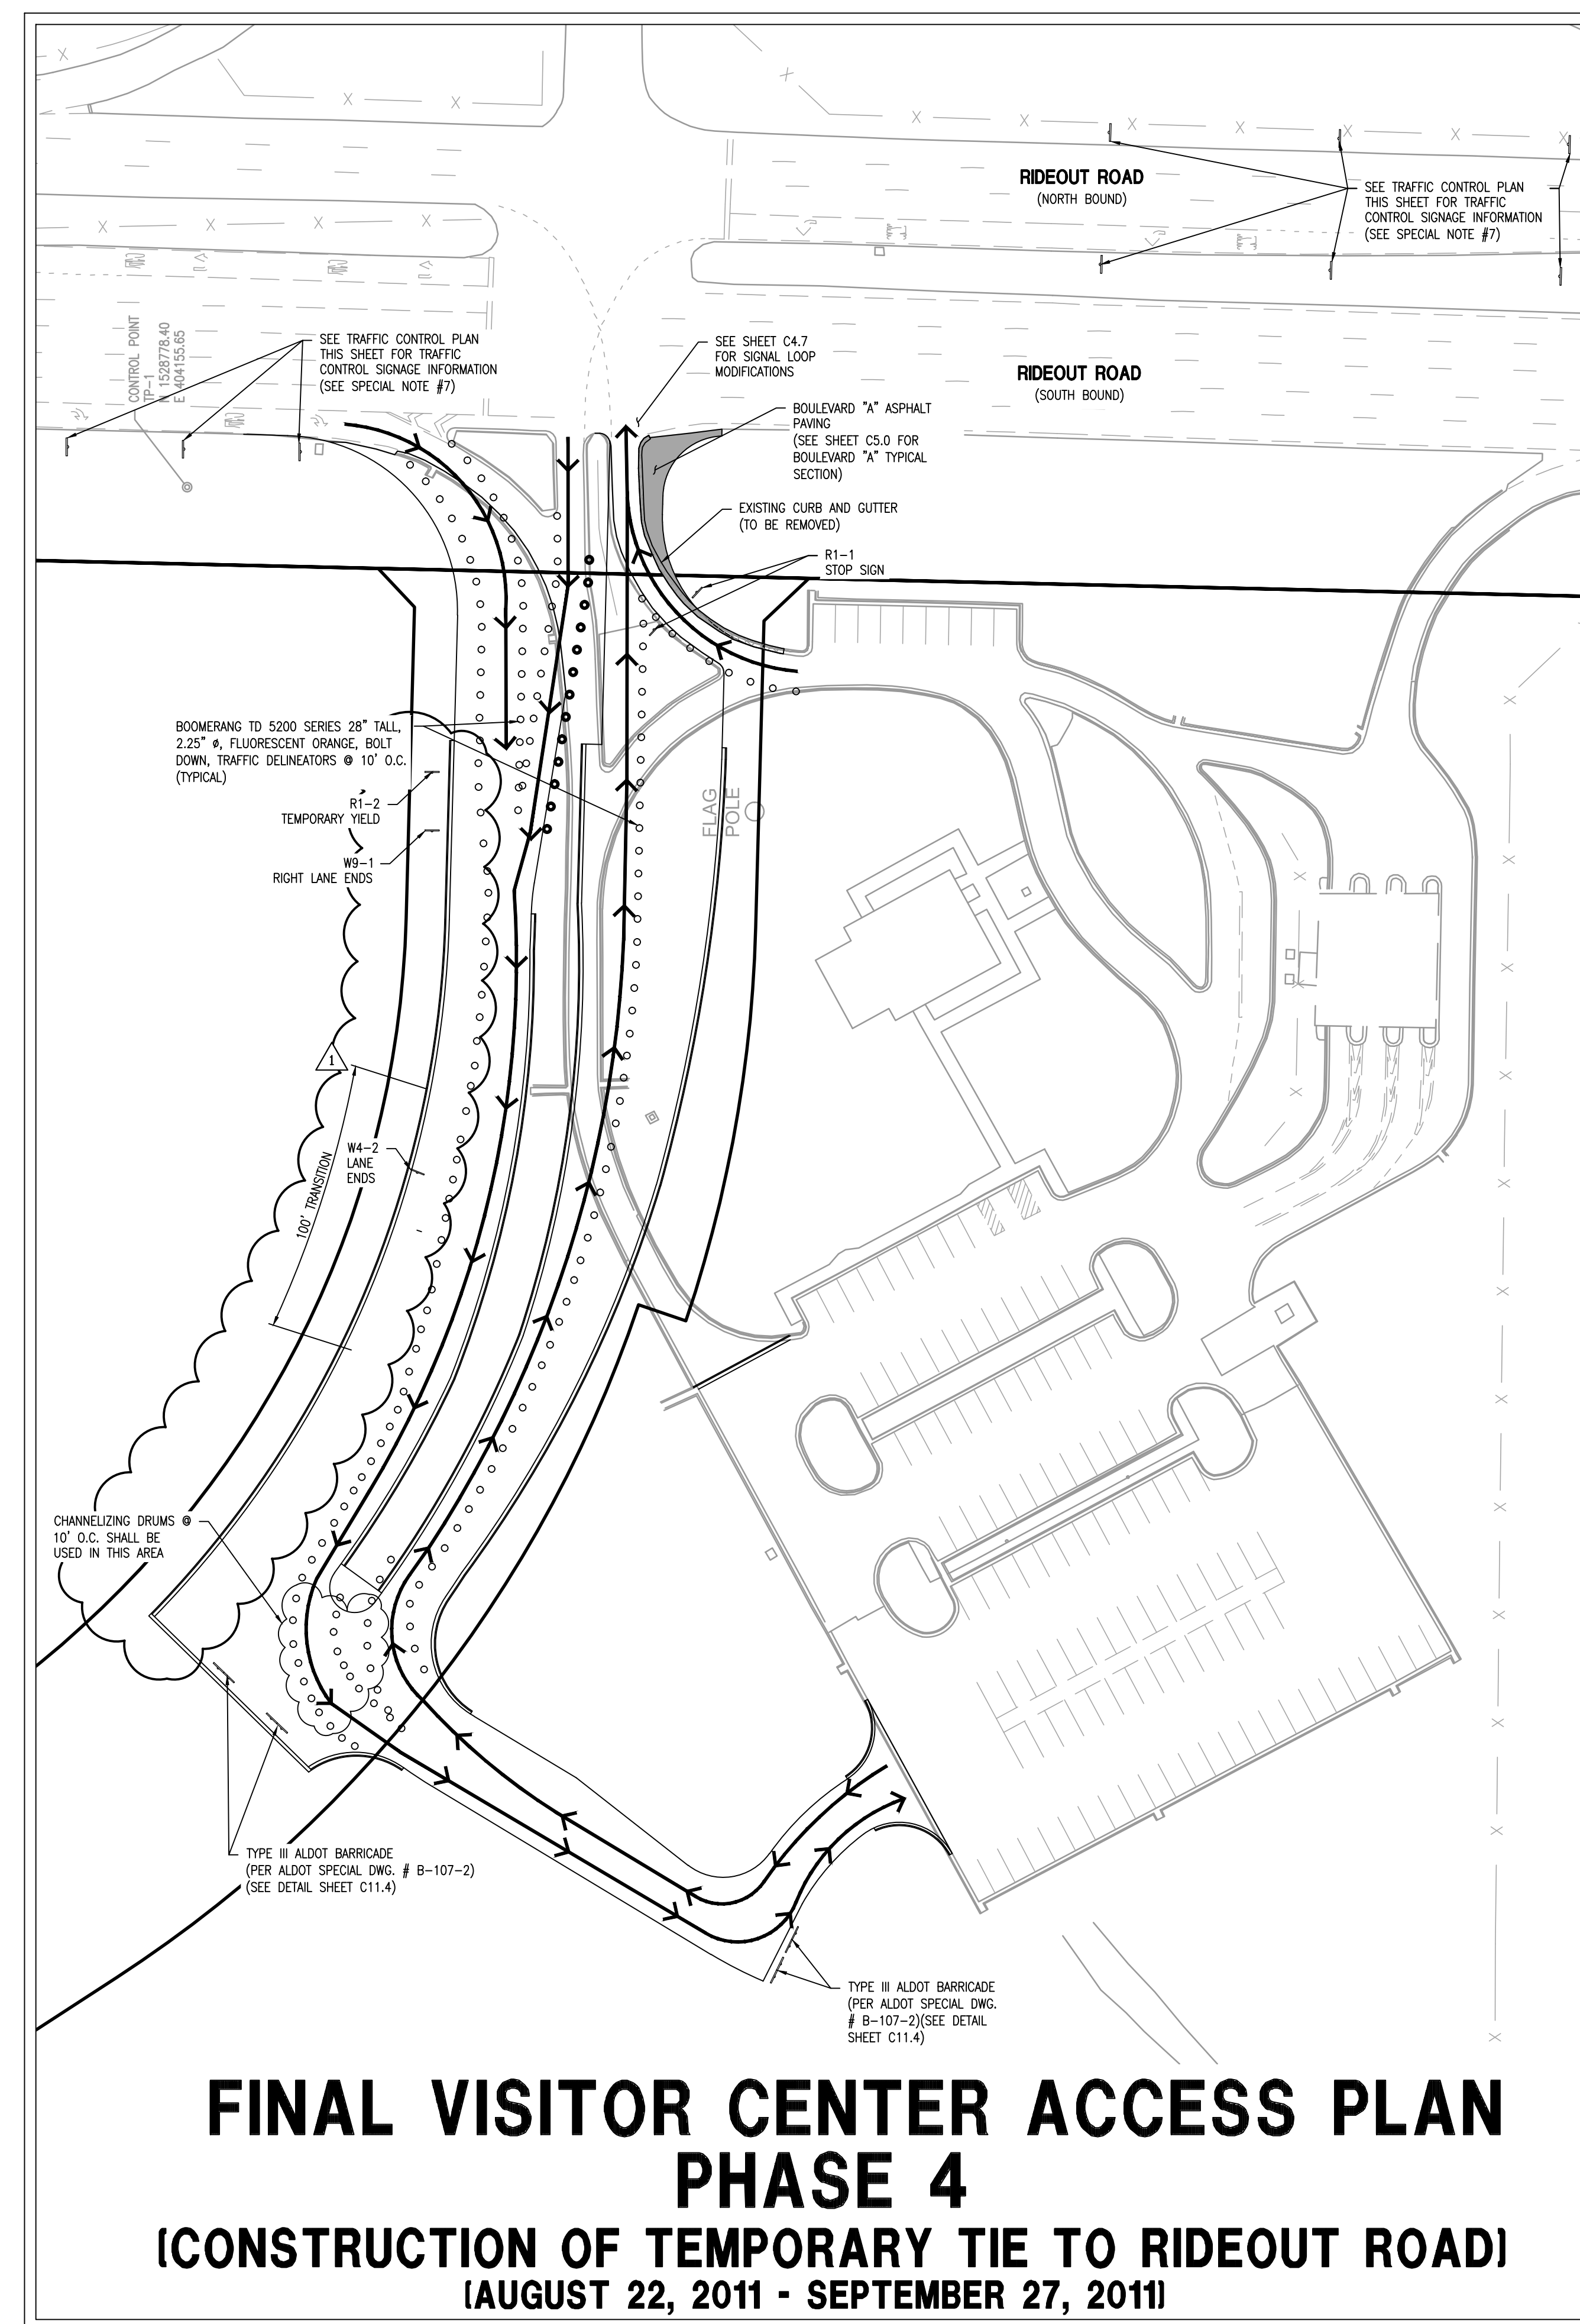 RIDEOUT ROAD
(NORTH BOUND)
SEE TRAFFIC CONTROL PLAN
THIS SHEET FOR TRAFFIC
CONTROL SIGNAGE INFORMATION
(SEE SPECIAL NOTE #7)
CONTROL POINT
TP-1
N 1528778.40
E 404155.65
SEE TRAFFIC CONTROL PLAN
THIS SHEET FOR TRAFFIC
CONTROL SIGNAGE INFORMATION
(SEE SPECIAL NOTE #7)
SEE SHEET C4.7
FOR SIGNAL LOOP
MODIFICATIONS
RIDEOUT ROAD
(SOUTH BOUND)
BOULEVARD "A" ASPHALT
PAVING
(SEE SHEET C5.0 FOR
BOULEVARD "A" TYPICAL
SECTION)
EXISTING CURB AND GUTTER
(TO BE REMOVED)
R1-1
STOP SIGN
BOOMERANG TD 5200 SERIES 28" TALL,
2.25" ø, FLUORESCENT ORANGE, BOLT
DOWN, TRAFFIC DELINEATORS @ 10' O.C.
(TYPICAL)
R1-2
TEMPORARY YIELD
W9-1
RIGHT LANE ENDS
FLAG
POLE
1
W4-2
LANE
ENDS
100' TRANSITION
CHANNELIZING DRUMS @
10' O.C. SHALL BE
USED IN THIS AREA
TYPE III ALDOT BARRICADE
(PER ALDOT SPECIAL DWG. # B-107-2)
(SEE DETAIL SHEET C11.4)
TYPE III ALDOT BARRICADE
(PER ALDOT SPECIAL DWG.
# B-107-2)(SEE DETAIL
SHEET C11.4)
FINAL VISITOR CENTER ACCESS PLAN
PHASE 4
(CONSTRUCTION OF TEMPORARY TIE TO RIDEOUT ROAD)
(AUGUST 22, 2011 - SEPTEMBER 27, 2011)